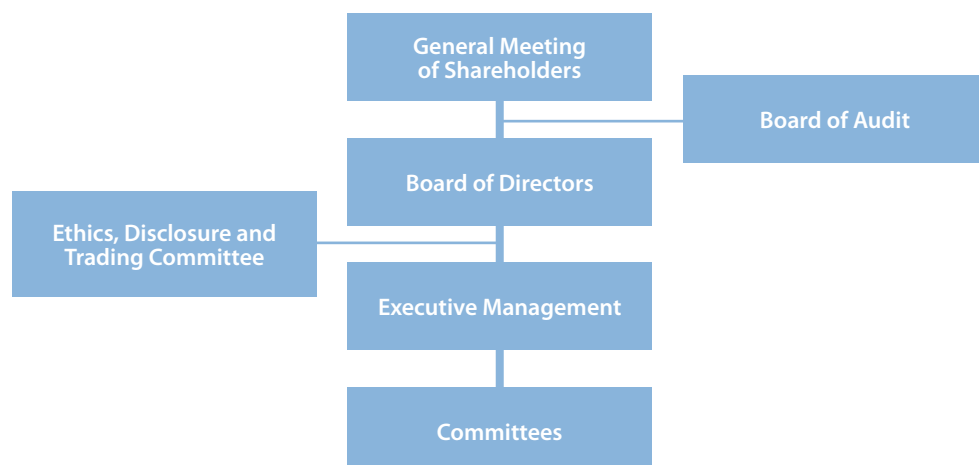 General Meeting
of Shareholders
Board of Audit
Board of Directors
Ethics, Disclosure and
Trading Committee
Executive Management
Committees